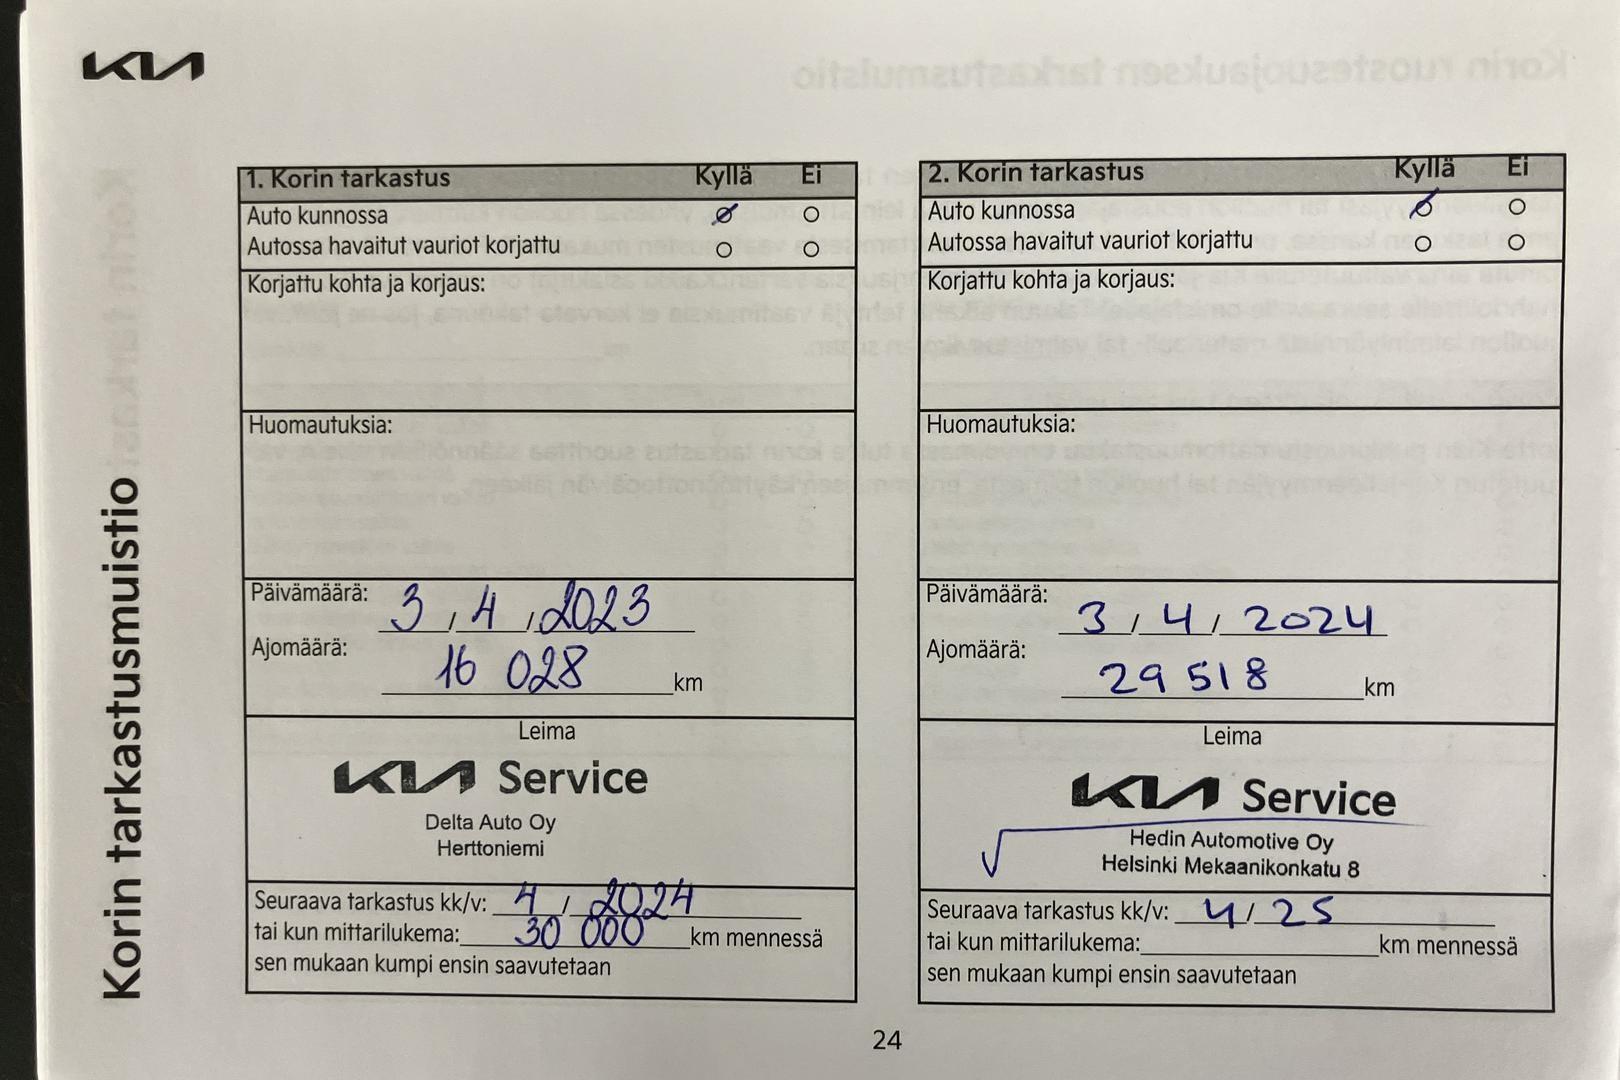 KIA
Korin ruostesuojauksen tarkastusmuistio
Korin tarkastusmuistio
1. Korin tarkastus Kyllä Ei
Auto kunnossa
Autossa havaitut vauriot korjattu
Korjattu kohta ja korjaus:
Huomautuksia:
Päivämäärä: 3 / 4 / 2023
Ajomäärä: 16 028 km
Leima
KIA Service
Delta Auto Oy
Herttoniemi
Seuraava tarkastus kk/v: 4 / 2024
tai kun mittarilukema: 30 000 km mennessä
sen mukaan kumpi ensin saavutetaan
2. Korin tarkastus Kyllä Ei
Auto kunnossa
Autossa havaitut vauriot korjattu
Korjattu kohta ja korjaus:
Huomautuksia:
Päivämäärä: 3 / 4 / 2024
Ajomäärä: 29 518 km
Leima
KIA Service
Hedin Automotive Oy
Helsinki Mekaanikonkatu 8
Seuraava tarkastus kk/v: 4 / 25
tai kun mittarilukema: km mennessä
sen mukaan kumpi ensin saavutetaan
24